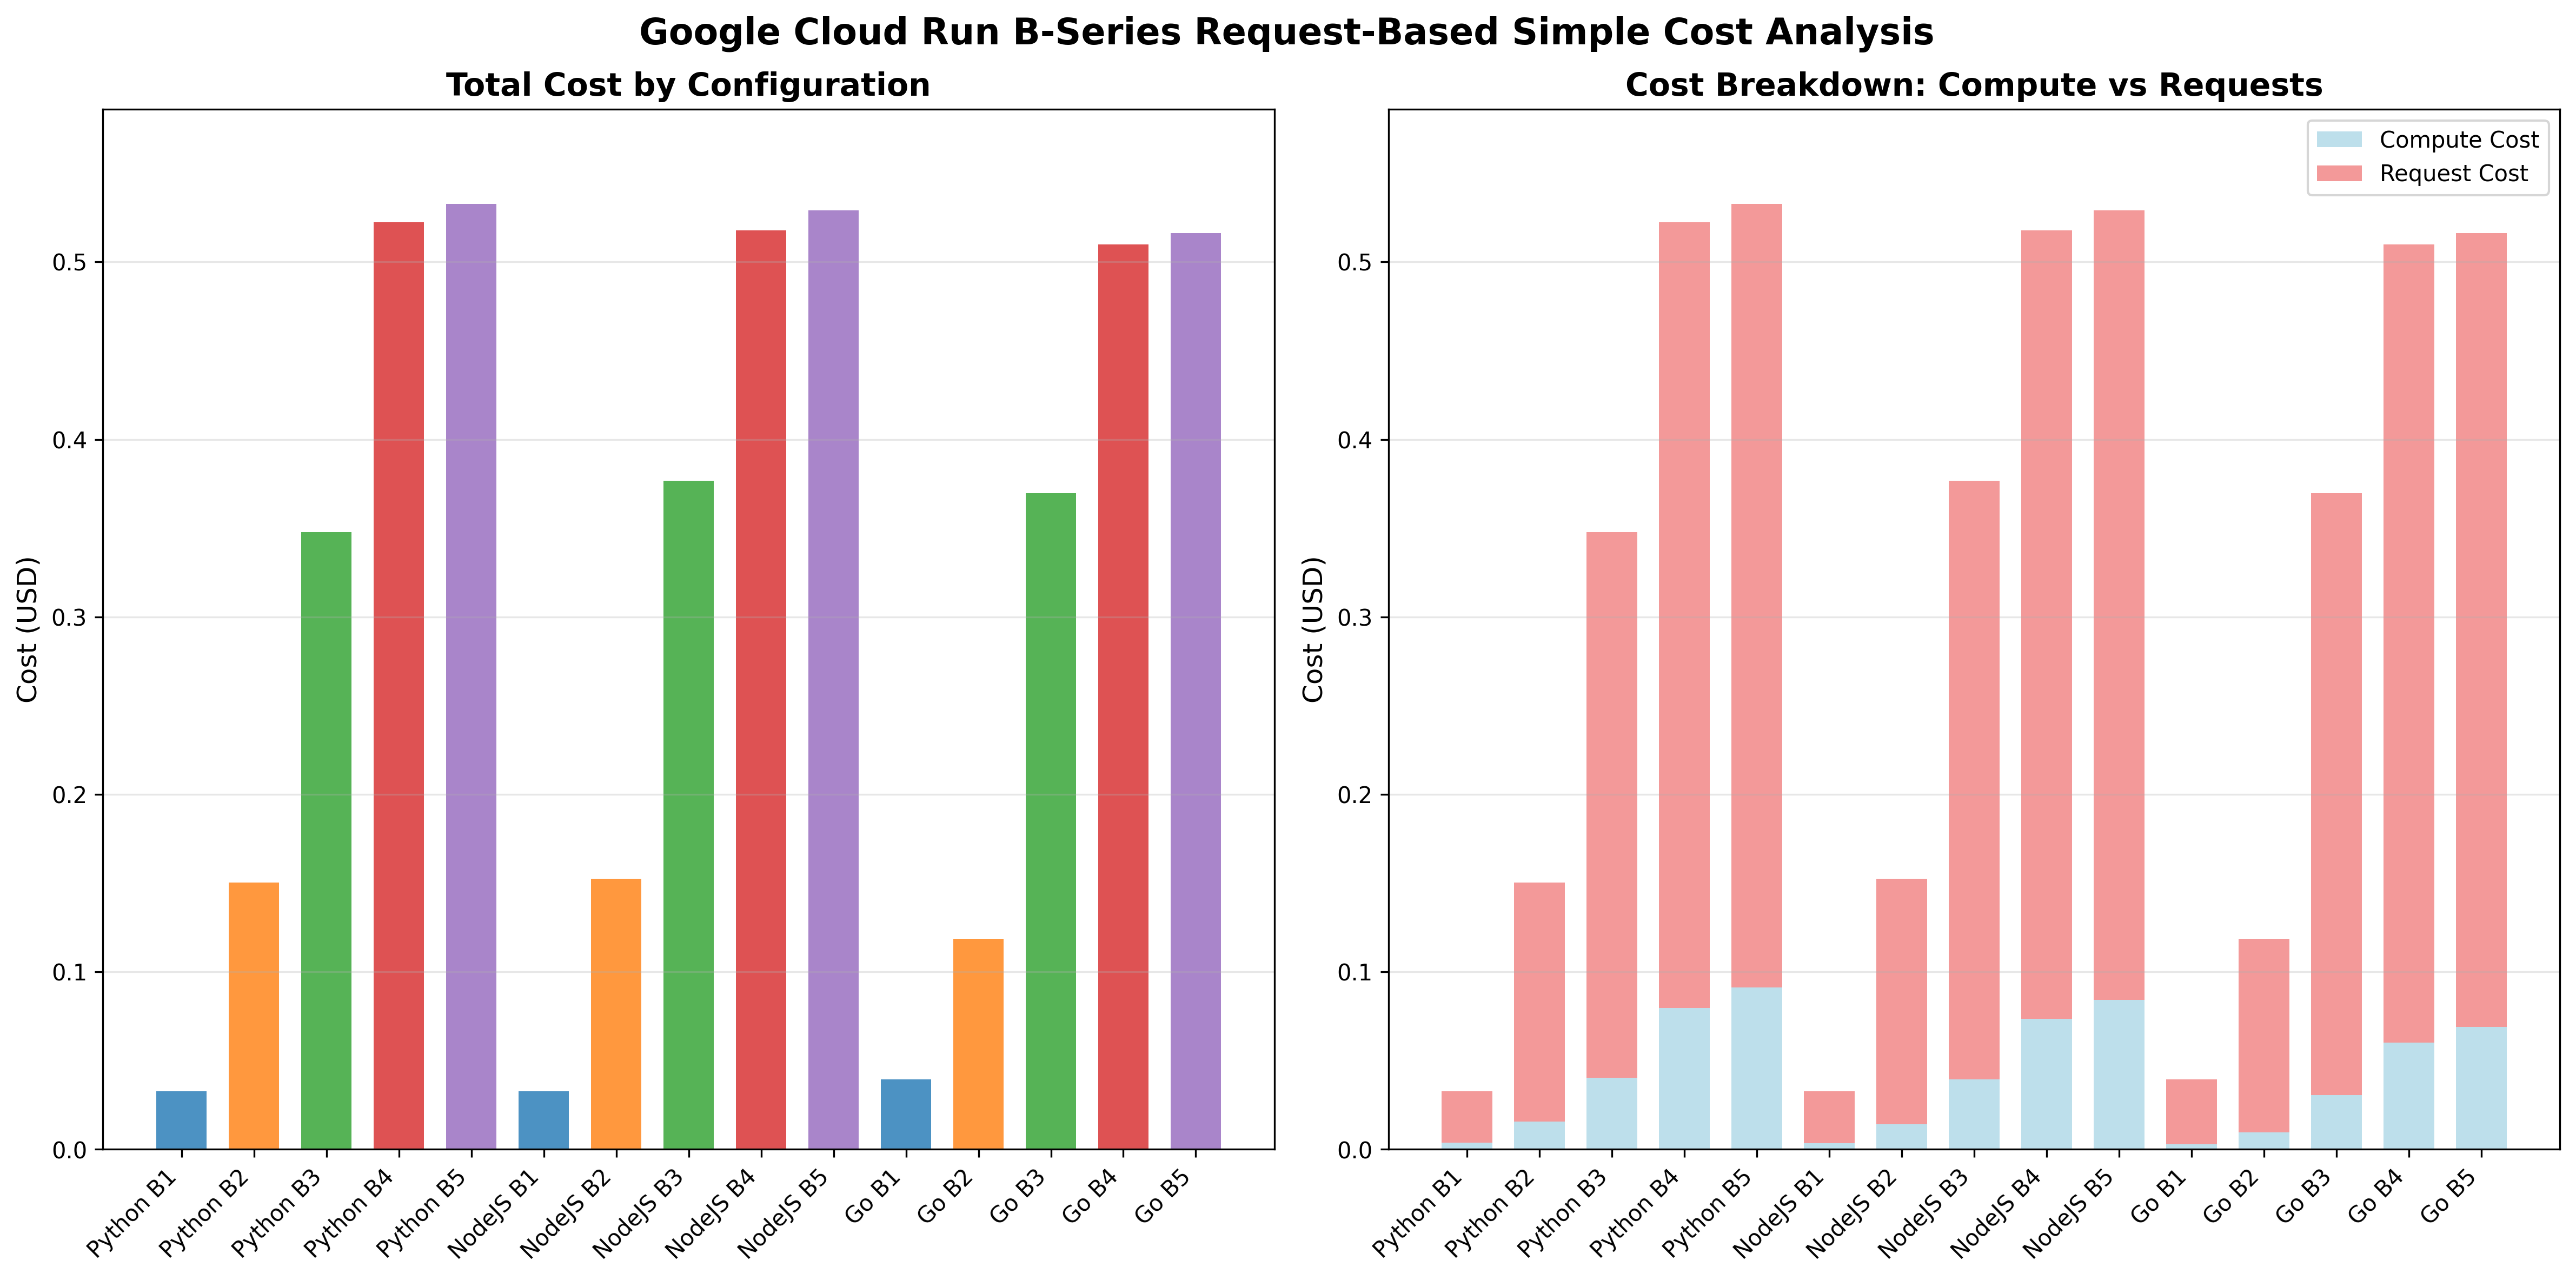 Google Cloud Run B-Series Request-Based Simple Cost Analysis
Total Cost by Configuration
Cost (USD)
0.5
0.4
0.3
0.2
0.1
0.0
Python B1
Python B2
Python B3
Python B4
Python B5
NodeJS B1
NodeJS B2
NodeJS B3
NodeJS B4
NodeJS B5
Go B1
Go B2
Go B3
Go B4
Go B5
Cost Breakdown: Compute vs Requests
Compute Cost
Request Cost
Cost (USD)
0.5
0.4
0.3
0.2
0.1
0.0
Python B1
Python B2
Python B3
Python B4
Python B5
NodeJS B1
NodeJS B2
NodeJS B3
NodeJS B4
NodeJS B5
Go B1
Go B2
Go B3
Go B4
Go B5